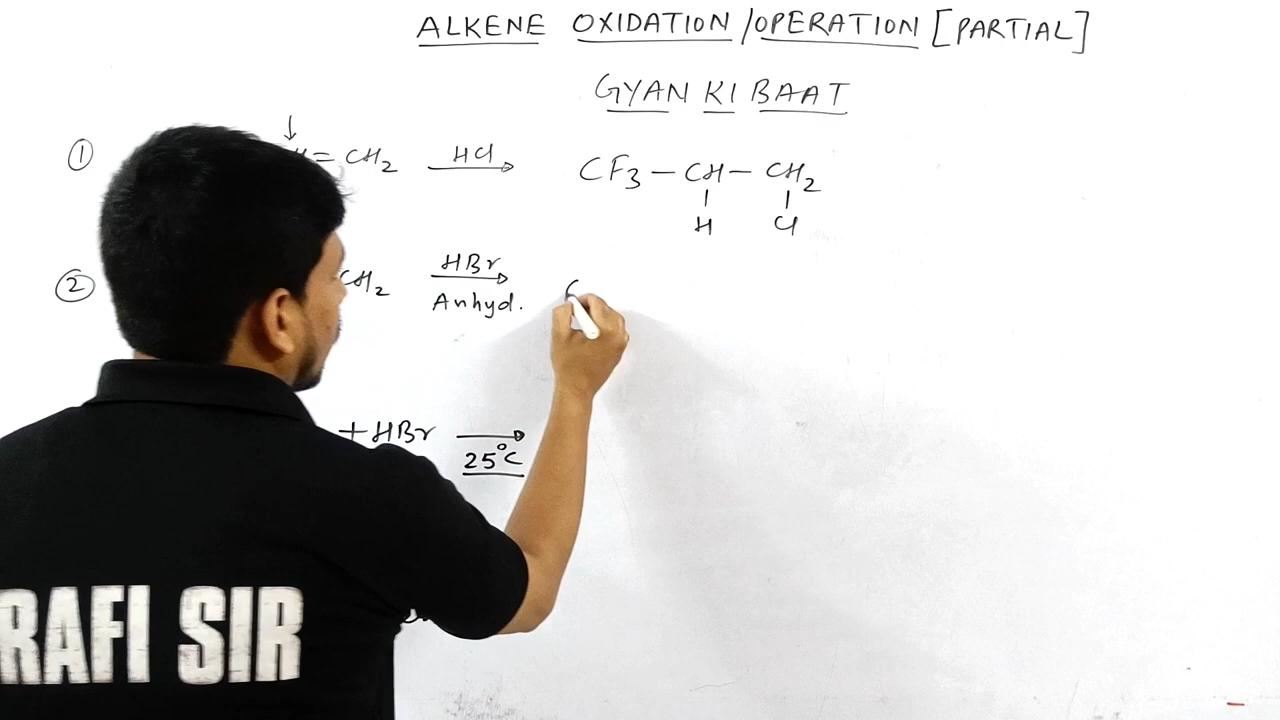 ALKENE OXIDATION/OPERATION [PARTIAL]
GYAN KI BAAT
① = CH₂ HCl CF₃ – CH – CH₂
H Cl
② CH₂ HBr
Anhyd. C
+ HBr
25°C
RAFI SIR